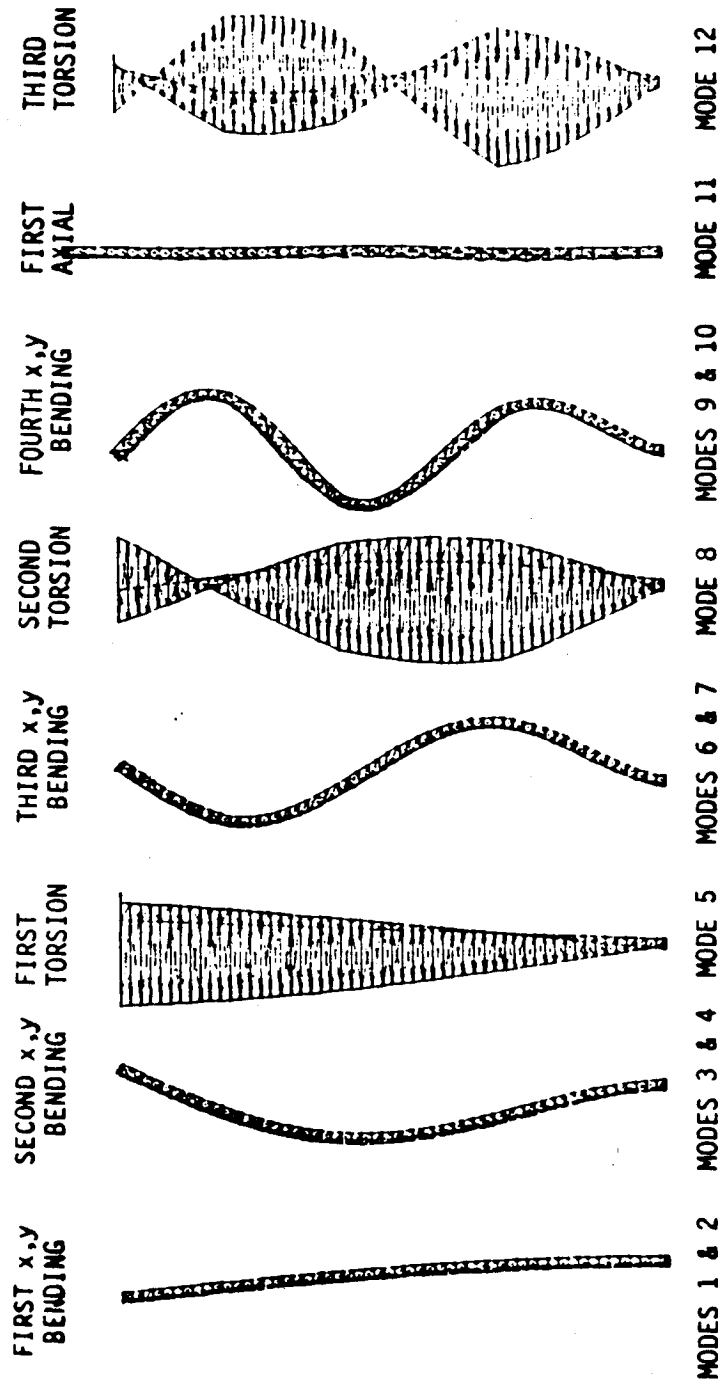 FIRST x,y
BENDING
SECOND x,y
BENDING
FIRST
TORSION
THIRD x,y
BENDING
SECOND
TORSION
FOURTH x,y
BENDING
FIRST
AXIAL
THIRD
TORSION
MODES 1 & 2
MODES 3 & 4
MODE 5
MODES 6 & 7
MODE 8
MODES 9 & 10
MODE 11
MODE 12